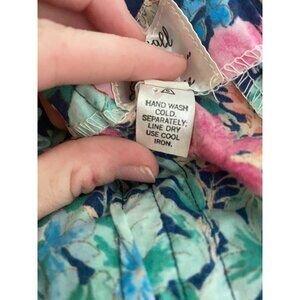 HAND WASH
COLD.
SEPARATELY.
LINE DRY
USE COOL
IRON.